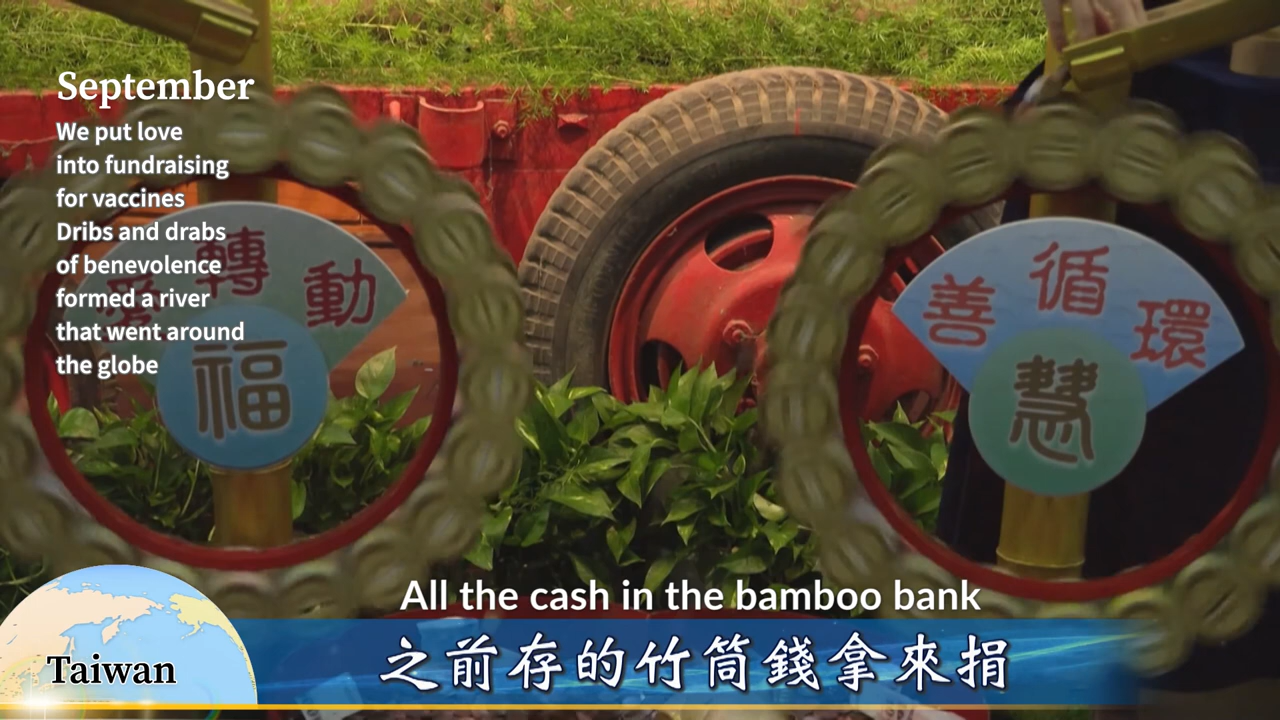 September
We put love
into fundraising
for vaccines
Dribs and drabs
of benevolence
formed a river
that went around
the globe
愛轉動
福
善循環
慧
All the cash in the bamboo bank
之前存的竹筒錢拿來捐
Taiwan